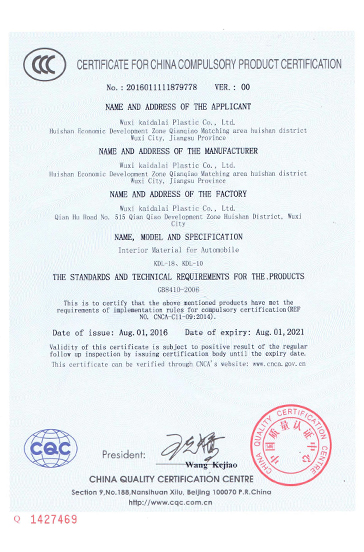 CCC
CERTIFICATE FOR CHINA COMPULSORY PRODUCT CERTIFICATION
No.: 2016011111879778 VER.: 00
NAME AND ADDRESS OF THE APPLICANT
Wuxi kaidalai Plastic Co., Ltd.
Huishan Economic Development Zone Qianqiao Matching area huishan district
Wuxi City, Jiangsu Province
NAME AND ADDRESS OF THE MANUFACTURER
Wuxi kaidalai Plastic Co., Ltd.
Huishan Economic Development Zone Qianqiao Matching area huishan district
Wuxi City, Jiangsu Province
NAME AND ADDRESS OF THE FACTORY
Wuxi kaidalai Plastic Co., Ltd.
Qian Hu Road No. 515 Qian Qiao Development Zone Huishan District, Wuxi
City
NAME, MODEL AND SPECIFICATION
Interior Material for Automobile
KDL-18、KDL-10
THE STANDARDS AND TECHNICAL REQUIREMENTS FOR THE PRODUCTS
GB8410-2006
This is to certify that the above mentioned products have met the
requirements of implementation rules for compulsory certification(REF
NO. CNCA-C11-09:2014).
Date of issue: Aug. 01, 2016 Date of expiry: Aug. 01, 2021
Validity of this certificate is subject to positive result of the regular
follow up inspection by issuing certification body until the expiry date.
This certificate can be verified through CNCA's website: www.cnca.gov.cn
CQC
President:
Wang Kejiao
中国质量认证中心
CHINA QUALITY CERTIFICATION CENTRE
CHINA QUALITY CERTIFICATION CENTRE
Section 9, No.188, Nansihuan Xilu, Beijing 100070 P.R.China
http://www.cqc.com.cn
Q 1427469